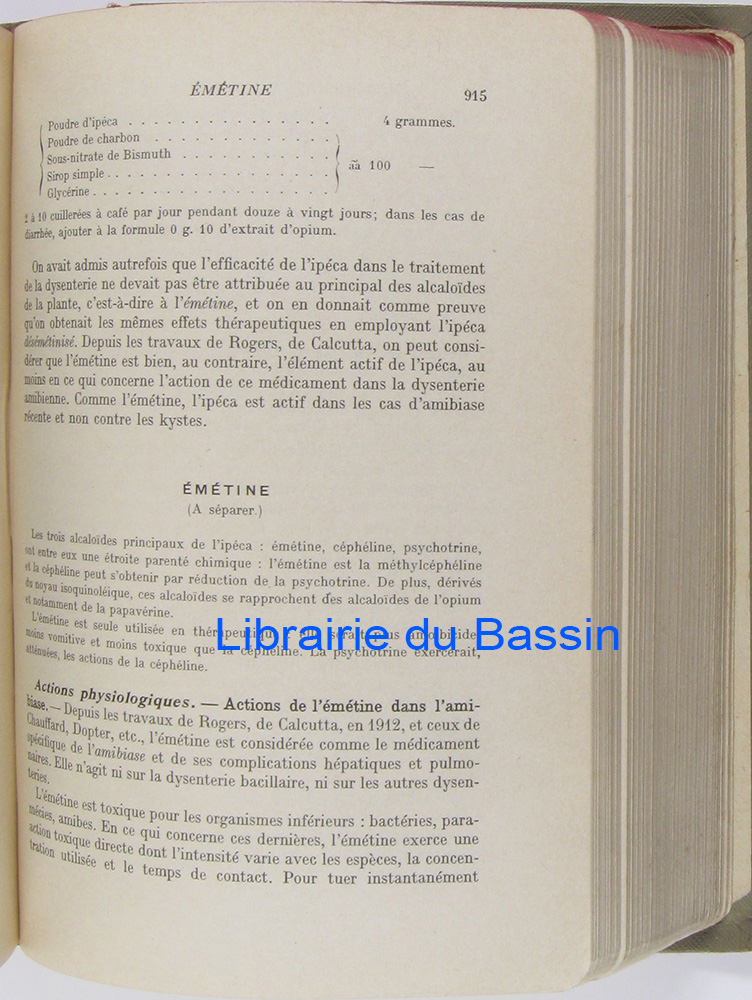 ÉMÉTINE 915
Poudre d'ipéca . . . . . . . . . . . . . . . 4 grammes.
Poudre de charbon . . . . . . . . . . . . .
Sous-nitrate de Bismuth . . . . . . . . . . . āā 100 —
Sirop simple . . . . . . . . . . . . . . . .
Glycérine . . . . . . . . . . . . . . . . .
2 à 10 cuillerées à café par jour pendant douze à vingt jours; dans les cas de
diarrhée, ajouter à la formule 0 g. 10 d'extrait d'opium.
On avait admis autrefois que l'efficacité de l'ipéca dans le traitement
de la dysenterie ne devait pas être attribuée au principal des alcaloïdes
de la plante, c'est-à-dire à l'émétine, et on en donnait comme preuve
qu'on obtenait les mêmes effets thérapeutiques en employant l'ipéca
désémétinisé. Depuis les travaux de Rogers, de Calcutta, on peut consi-
dérer que l'émétine est bien, au contraire, l'élément actif de l'ipéca, au
moins en ce qui concerne l'action de ce médicament dans la dysenterie
amibienne. Comme l'émétine, l'ipéca est actif dans les cas d'amibiase
récente et non contre les kystes.
ÉMÉTINE
(A séparer.)
Les trois alcaloïdes principaux de l'ipéca : émétine, céphéline, psychotrine,
ont entre eux une étroite parenté chimique : l'émétine est la méthylcéphéline
et la céphéline peut s'obtenir par réduction de la psychotrine. De plus, dérivés
du noyau isoquinoléique, ces alcaloïdes se rapprochent des alcaloïdes de l'opium
et notamment de la papavérine.
L'émétine est seule utilisée en thérapeutique : elle serait plus amoibicide,
moins vomitive et moins toxique que la céphéline. La psychotrine exercerait,
atténuées, les actions de la céphéline.
Librairie du Bassin
Actions physiologiques. — Actions de l'émétine dans l'ami-
biase. — Depuis les travaux de Rogers, de Calcutta, en 1912, et ceux de
Chauffard, Dopter, etc., l'émétine est considérée comme le médicament
spécifique de l'amibiase et de ses complications hépatiques et pulmo-
naires. Elle n'agit ni sur la dysenterie bacillaire, ni sur les autres dysen-
teries.
L'émétine est toxique pour les organismes inférieurs : bactéries, para-
mécies, amibes. En ce qui concerne ces dernières, l'émétine exerce une
action toxique directe dont l'intensité varie avec les espèces, la concen-
tration utilisée et le temps de contact. Pour tuer instantanément